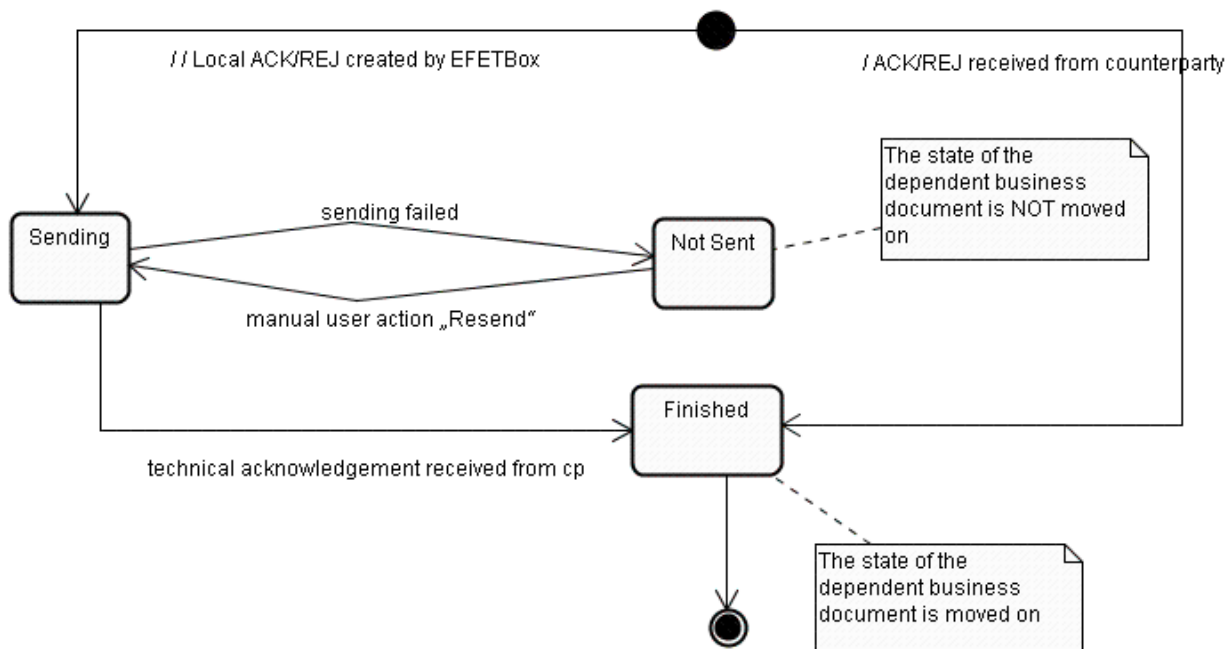 / / Local ACK/REJ created by EFETBox
/ ACK/REJ received from counterparty
The state of the
dependent business
document is NOT moved
on
sending failed
Sending
Not Sent
manual user action „Resend“
Finished
technical acknowledgement received from cp
The state of the
dependent business
document is moved on